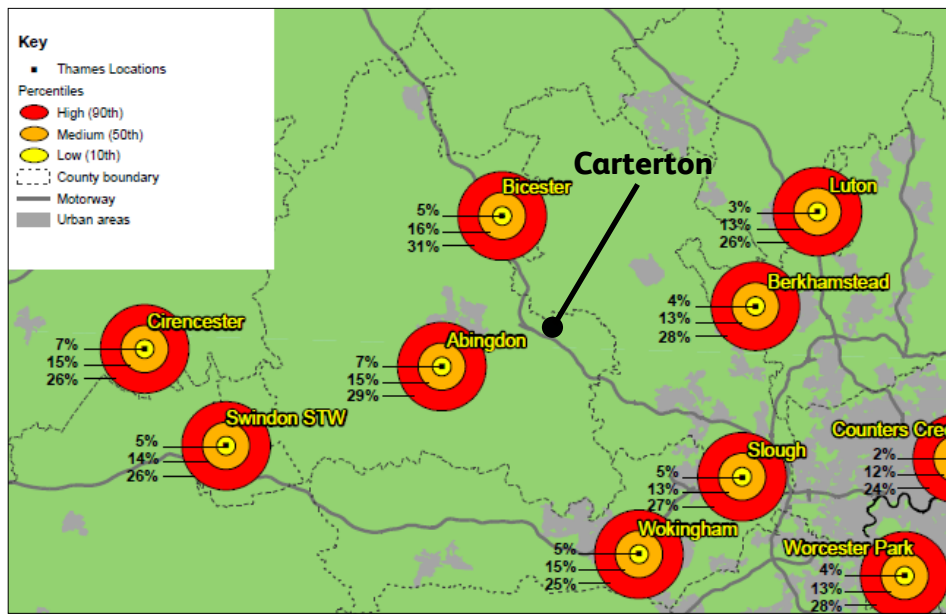 Key
Thames Locations
Percentiles
High (90th)
Medium (50th)
Low (10th)
County boundary
Motorway
Urban areas
Carterton
Bicester
5%
16%
31%
Luton
3%
13%
26%
Berkhamstead
4%
13%
28%
Cirencester
7%
15%
26%
Abingdon
7%
15%
29%
Swindon STW
5%
14%
26%
Slough
5%
13%
27%
Counters Cree
2%
12%
24%
Wokingham
5%
15%
25%
Worcester Park
4%
13%
28%